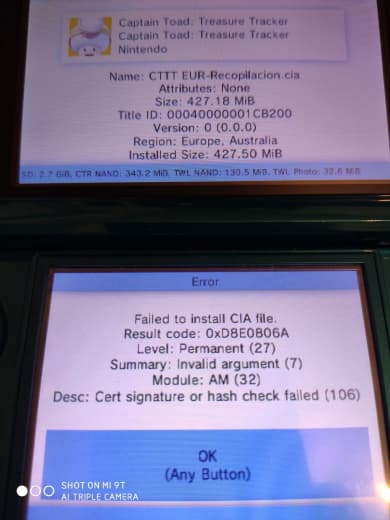 Captain Toad: Treasure Tracker
Captain Toad: Treasure Tracker
Nintendo
Name: CTTT EUR-Recopilacion.cia
Attributes: None
Size: 427.18 MiB
Title ID: 00040000001CB200
Version: 0 (0.0.0)
Region: Europe, Australia
Installed Size: 427.50 MiB
SD: 2.7 GiB, CTR NAND: 343.2 MiB, TWL NAND: 130.5 MiB, TWL Photo: 32.6 MiB
Error
Failed to install CIA file.
Result code: 0xD8E0806A
Level: Permanent (27)
Summary: Invalid argument (7)
Module: AM (32)
Desc: Cert signature or hash check failed (106)
OK
(Any Button)
SHOT ON MI 9T
AI TRIPLE CAMERA